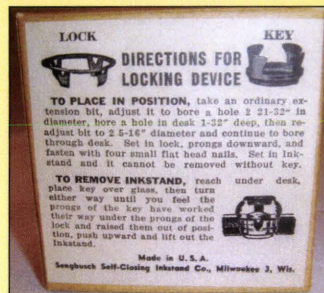 LOCK KEY
DIRECTIONS FOR
LOCKING DEVICE
TO PLACE IN POSITION, take an ordinary ex-
tension bit, adjust it to bore a hole 2 21-32" in
diameter, bore a hole in desk 1-32" deep, then re-
adjust bit to 2 5-16" diameter and continue to bore
through desk. Set in lock, prongs downward, and
fasten with four small flat head nails. Set in Ink-
stand and it cannot be removed without key.
TO REMOVE INKSTAND, reach under desk,
place key over glass, then turn
either way until you feel the
prongs of the key have worked
their way under the prongs of the
lock and raised them out of posi-
tion, push upward and lift out the
Inkstand.
Made in U.S.A.
Sengbusch Self-Closing Inkstand Co., Milwaukee 3, Wis.